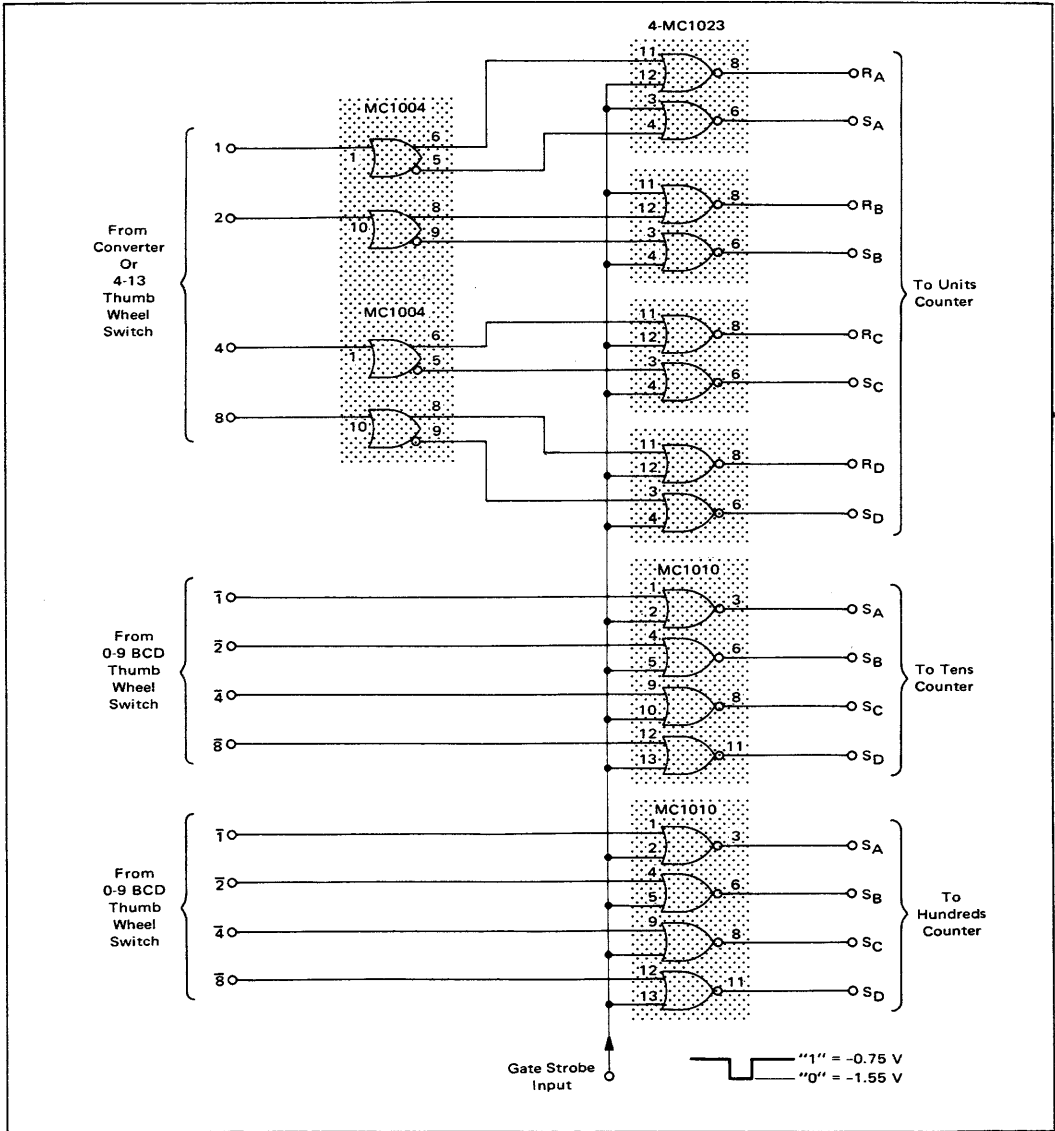 4-MC1023
11
12
8
RA
3
4
6
SA
MC1004
1
1
6
5
11
12
8
RB
2
10
8
9
3
4
6
SB
From
Converter
Or
4-13
Thumb
Wheel
Switch
To Units
Counter
MC1004
11
12
8
RC
4
1
6
5
3
4
6
SC
8
10
8
9
11
12
8
RD
3
4
6
SD
MC1010
From
0-9 BCD
Thumb
Wheel
Switch
1̅
1
2
3
SA
2̅
4
5
6
SB
4̅
9
10
8
SC
8̅
12
13
11
SD
To Tens
Counter
MC1010
From
0-9 BCD
Thumb
Wheel
Switch
1̅
1
2
3
SA
2̅
4
5
6
SB
4̅
9
8
SC
8̅
12
13
11
SD
To
Hundreds
Counter
Gate Strobe
Input
"1" = -0.75 V
"0" = -1.55 V